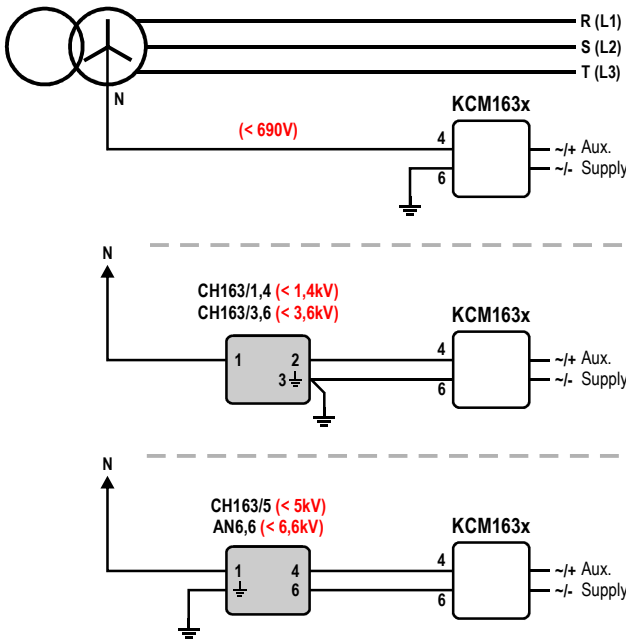 R (L1)
S (L2)
T (L3)
N
KCM163x
(< 690V)
4
~/+ Aux.
6
~/- Supply
N
CH163/1,4 (< 1,4kV)
CH163/3,6 (< 3,6kV)
KCM163x
1
2
4
~/+ Aux.
3
6
~/- Supply
N
CH163/5 (< 5kV)
AN6,6 (< 6,6kV)
KCM163x
1
4
4
~/+ Aux.
6
6
~/- Supply